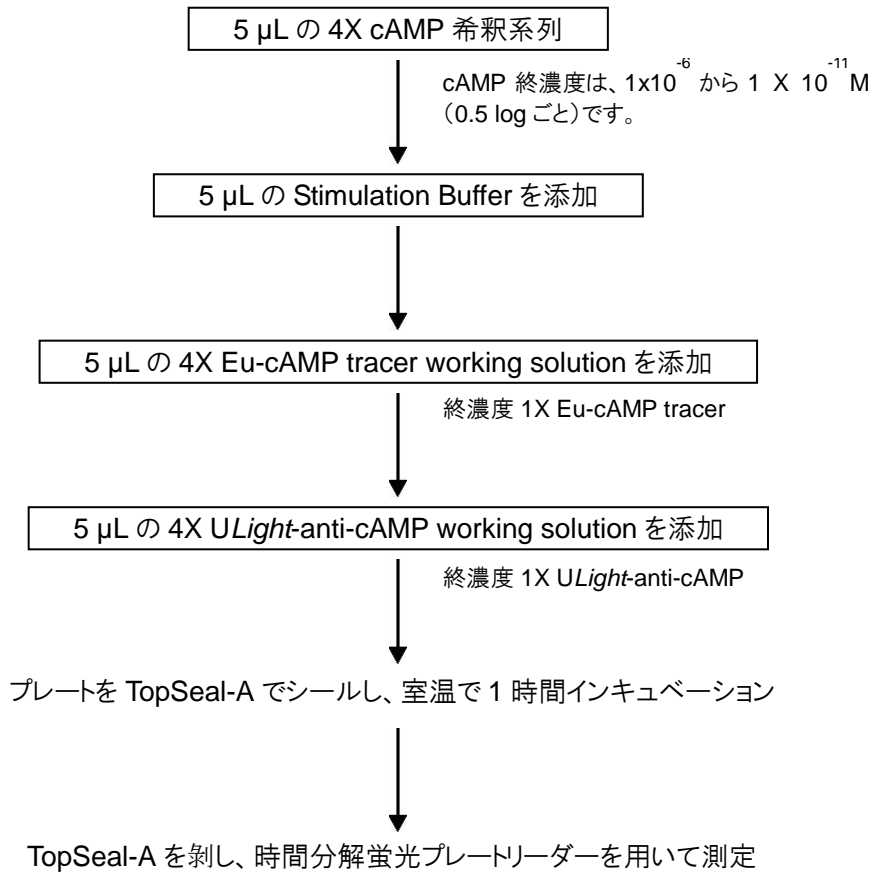 5 µL の 4X cAMP 希釈系列
cAMP 終濃度は、1x10⁻⁶ から 1 X 10⁻¹¹ M
（0.5 log ごと）です。
5 µL の Stimulation Buffer を添加
5 µL の 4X Eu-cAMP tracer working solution を添加
終濃度 1X Eu-cAMP tracer
5 µL の 4X ULight-anti-cAMP working solution を添加
終濃度 1X ULight-anti-cAMP
プレートを TopSeal-A でシールし、室温で 1 時間インキュベーション
TopSeal-A を剝し、時間分解蛍光プレートリーダーを用いて測定